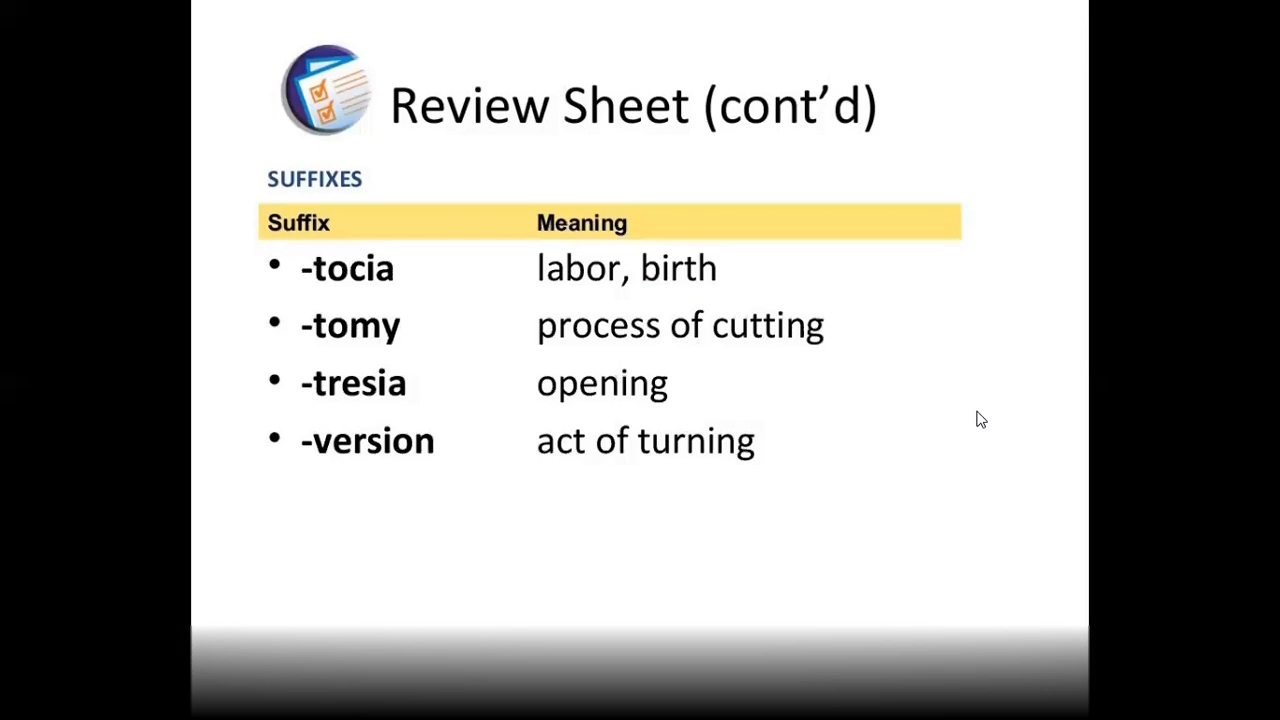 Review Sheet (cont’d)
SUFFIXES
Suffix Meaning
• -tocia labor, birth
• -tomy process of cutting
• -tresia opening
• -version act of turning